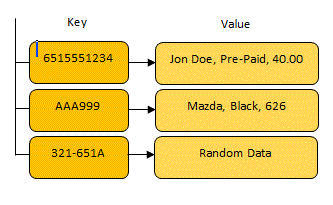 Key Value
6515551234 Jon Doe, Pre-Paid, 40.00
AAA999 Mazda, Black, 626
321-651A Random Data